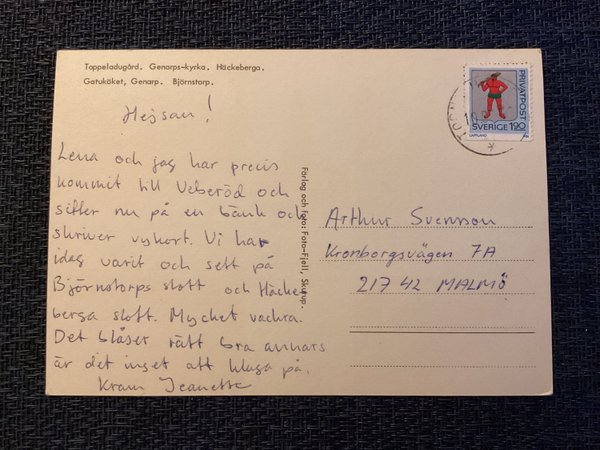 Toppeladugård. Genarps-kyrka. Häckeberga.
Gatuköket, Genarp. Björnstorp.
Hejsan!
Lena och jag har precis
kommit till Veberöd och
sitter nu på en bänk och
skriver vykort. Vi har
idag varit och sett på
Björnstorps slott och Häcke-
berga slott. Mycket vackra.
Det blåser rätt bra annars
är det inget att klaga på.
Kram Jeanette
Förlag och foto: Foto-Fjell, Skurup.
PRIVATPOST
SVERIGE 1.90
LAPPLAND
Arthur Svensson
Kronborgsvägen 7A
217 42 MALMÖ